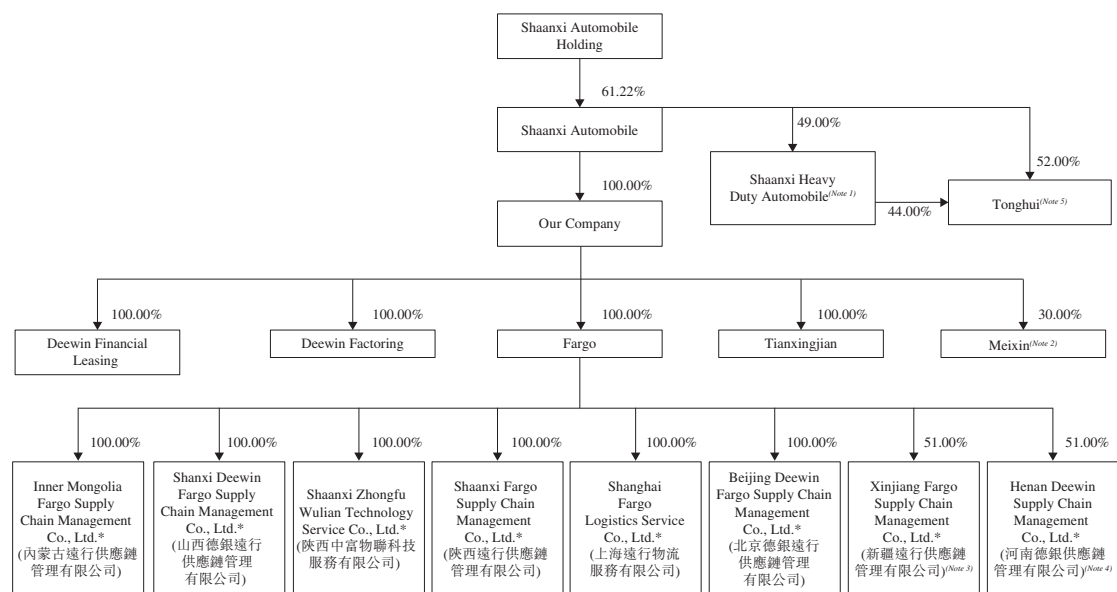 Shaanxi Automobile
Holding
61.22%
Shaanxi Automobile
49.00%
52.00%
100.00%
Shaanxi Heavy
Duty Automobile(Note 1)
44.00%
Tonghui(Note 5)
Our Company
100.00%
100.00%
100.00%
100.00%
30.00%
Deewin Financial
Leasing
Deewin Factoring
Fargo
Tianxingjian
Meixin(Note 2)
100.00%
100.00%
100.00%
100.00%
100.00%
100.00%
51.00%
51.00%
Inner Mongolia
Fargo Supply
Chain Management
Co., Ltd.*
(內蒙古遠行供應鏈
管理有限公司)
Shanxi Deewin
Fargo Supply
Chain Management
Co., Ltd.*
(山西德銀遠行
供應鏈管理
有限公司)
Shaanxi Zhongfu
Wulian Technology
Service Co., Ltd.*
(陝西中富物聯科技
服務有限公司)
Shaanxi Fargo
Supply Chain
Management
Co., Ltd.*
(陝西遠行供應鏈
管理有限公司)
Shanghai
Fargo
Logistics Service
Co., Ltd.*
(上海遠行物流
服務有限公司)
Beijing Deewin
Fargo Supply Chain
Management
Co., Ltd.*
(北京德銀遠行
供應鏈管理
有限公司)
Xinjiang Fargo
Supply Chain
Management
Co., Ltd.*
(新疆遠行供應鏈
管理有限公司)(Note 3)
Henan Deewin
Supply Chain
Management
Co., Ltd.*
(河南德銀供應鏈
管理有限公司)(Note 4)